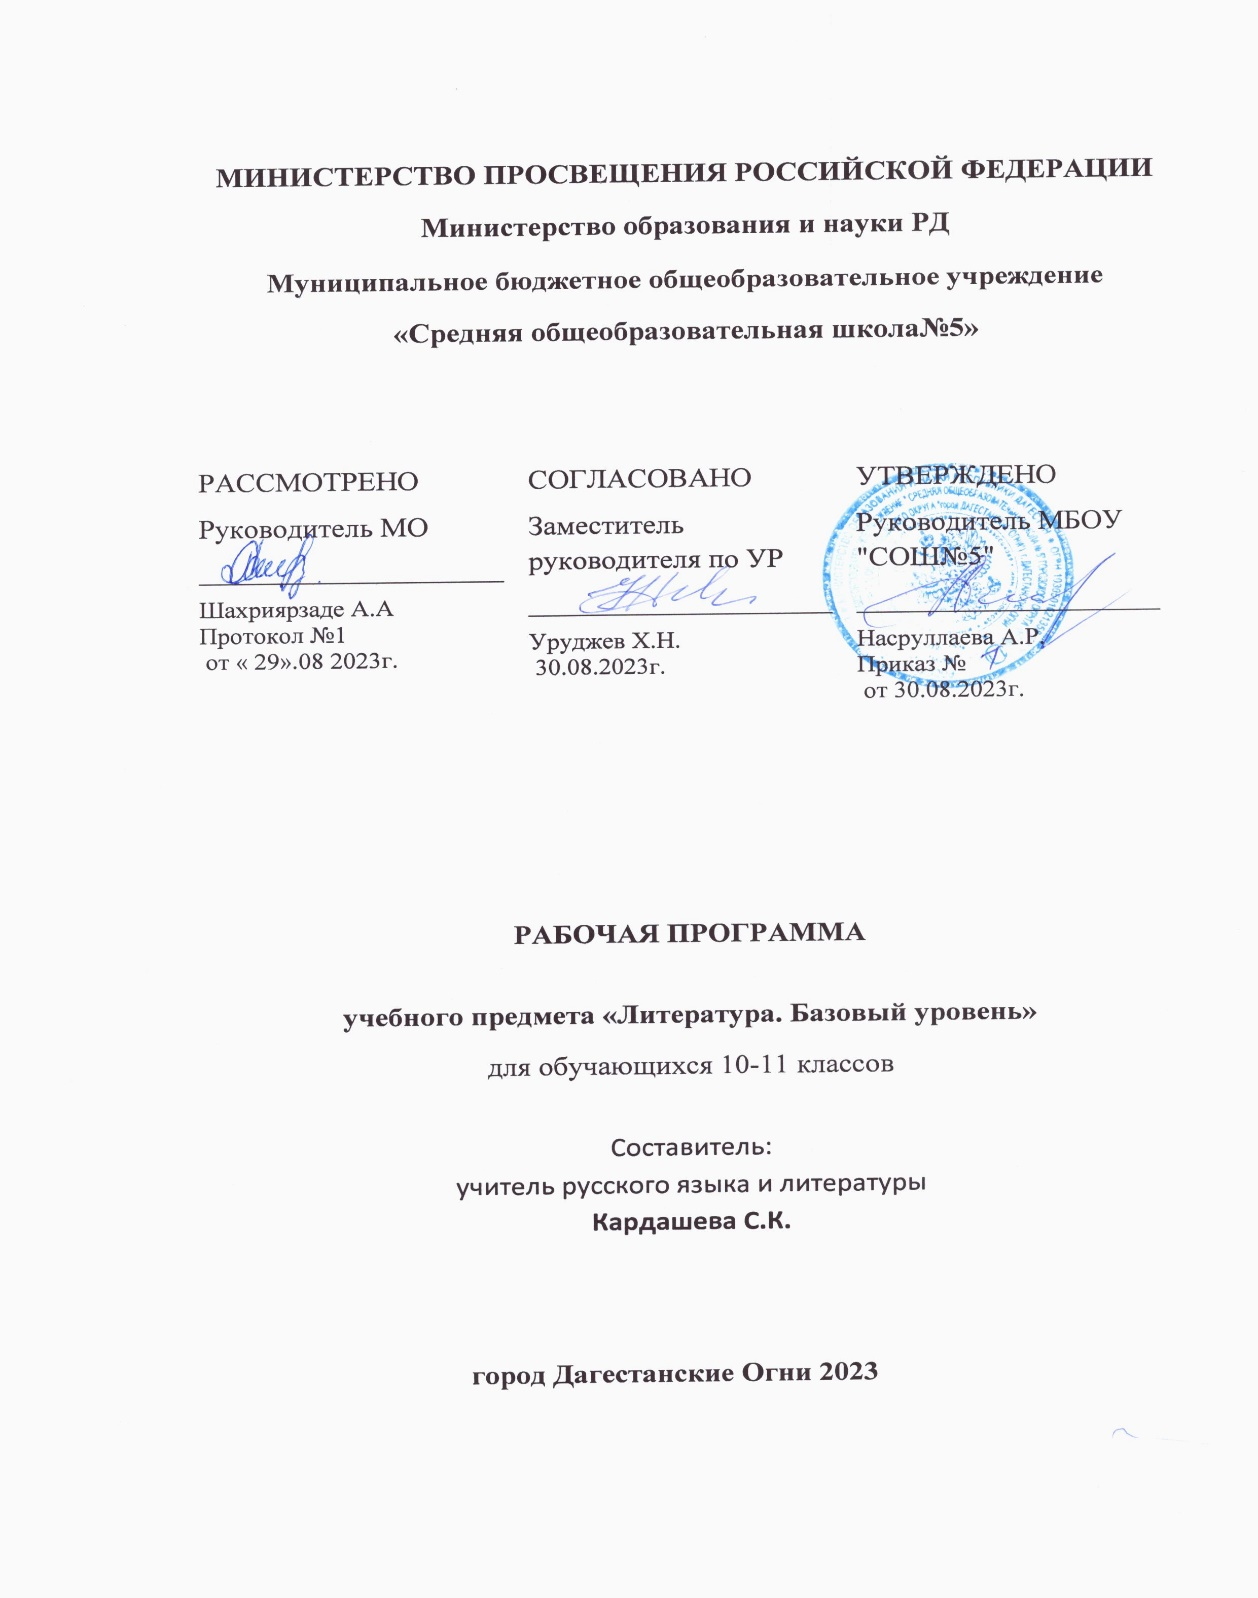 МИНИСТЕРСТВО ПРОСВЕЩЕНИЯ РОССИЙСКОЙ ФЕДЕРАЦИИ
Министерство образования и науки РД
Муниципальное бюджетное общеобразовательное учреждение
«Средняя общеобразовательная школа№5»
РАССМОТРЕНО
Руководитель МО
Шахриярзаде А.А
Протокол №1
от « 29».08 2023г.
СОГЛАСОВАНО
Заместитель
руководителя по УР
Уруджев Х.Н.
30.08.2023г.
УТВЕРЖДЕНО
Руководитель МБОУ
"СОШ№5"
Насруллаева А.Р.
Приказ №
от 30.08.2023г.
РАБОЧАЯ ПРОГРАММА
учебного предмета «Литература. Базовый уровень»
для обучающихся 10-11 классов
Составитель:
учитель русского языка и литературы
Кардашева С.К.
город Дагестанские Огни 2023